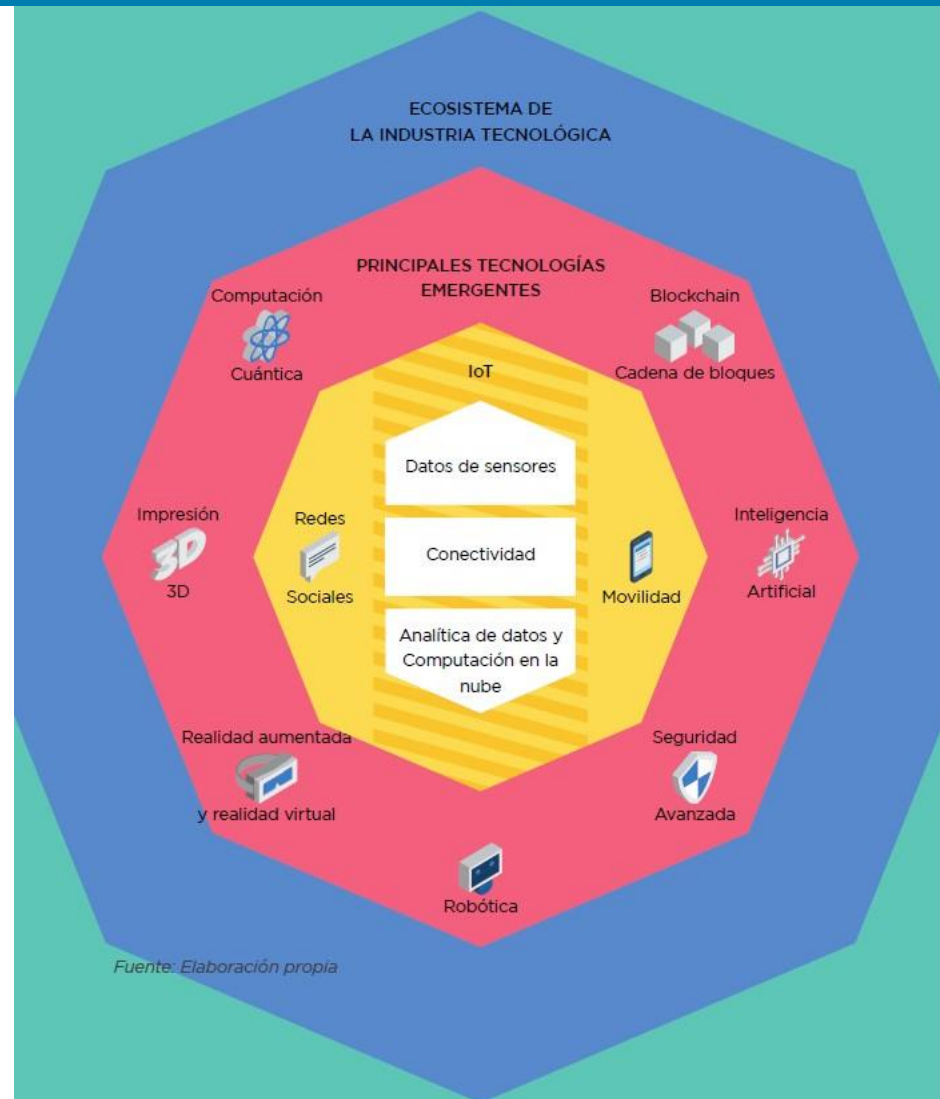 ECOSISTEMA DE
LA INDUSTRIA TECNOLÓGICA
PRINCIPALES TECNOLOGÍAS
EMERGENTES
Computación
Cuántica
Blockchain
Cadena de bloques
IoT
Datos de sensores
Conectividad
Analítica de datos y
Computación en la
nube
Impresión
3D
3D
Redes
Sociales
Movilidad
Inteligencia
Artificial
Realidad aumentada
y realidad virtual
Seguridad
Avanzada
Robótica
Fuente: Elaboración propia